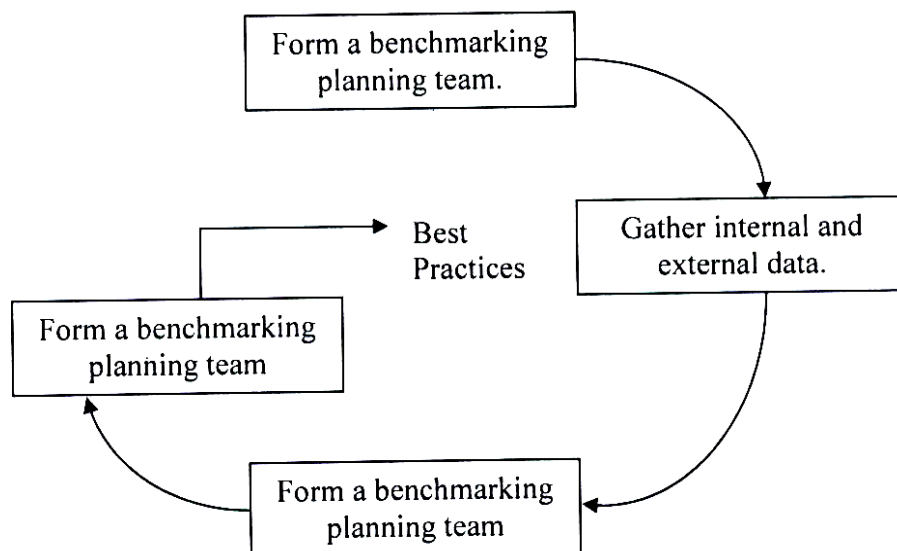 Form a benchmarking
planning team.
Gather internal and
external data.
Best
Practices
Form a benchmarking
planning team
Form a benchmarking
planning team